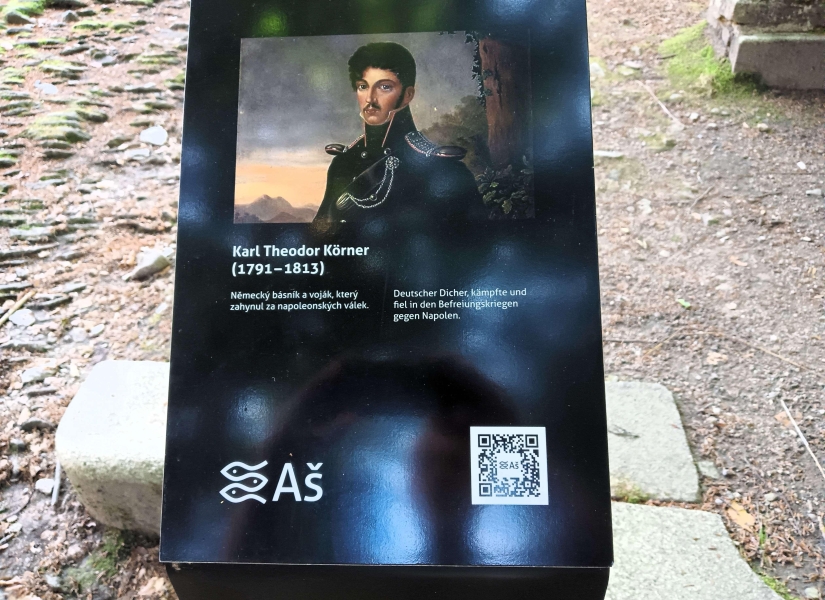 Karl Theodor Körner
(1791–1813)
Německý básník a voják, který
zahynul za napoleonských válek.
Deutscher Dicher, kämpfte und
fiel in den Befreiungskriegen
gegen Napolen.
Aš
Aš